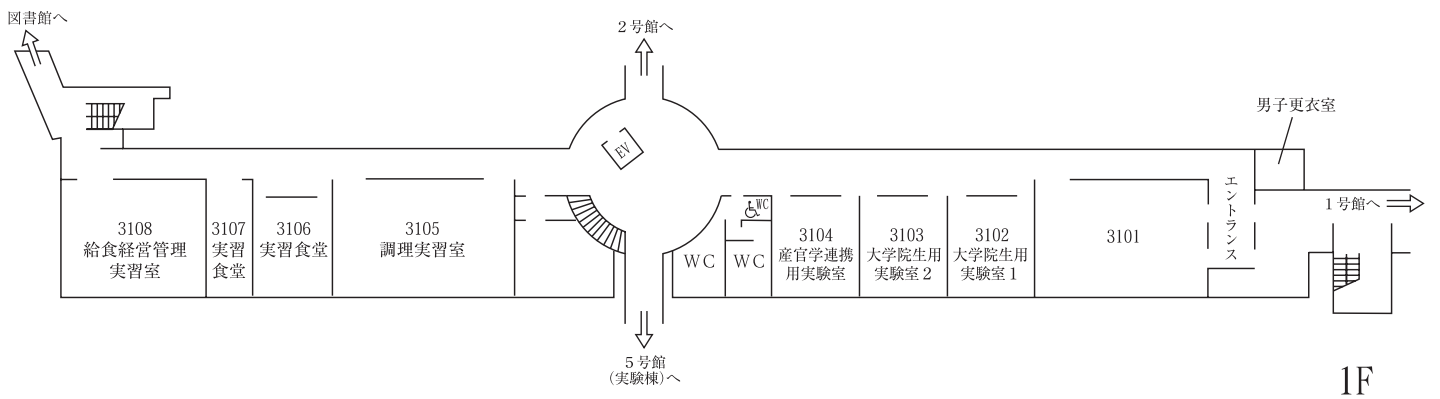 図書館へ
2号館へ
男子更衣室
EV
エントランス
1号館へ
WC
3108
給食経営管理
実習室
3107
実習
食堂
3106
実習食堂
3105
調理実習室
WC
WC
3104
産官学連携
用実験室
3103
大学院生用
実験室2
3102
大学院生用
実験室1
3101
5号館
(実験棟)へ
1F